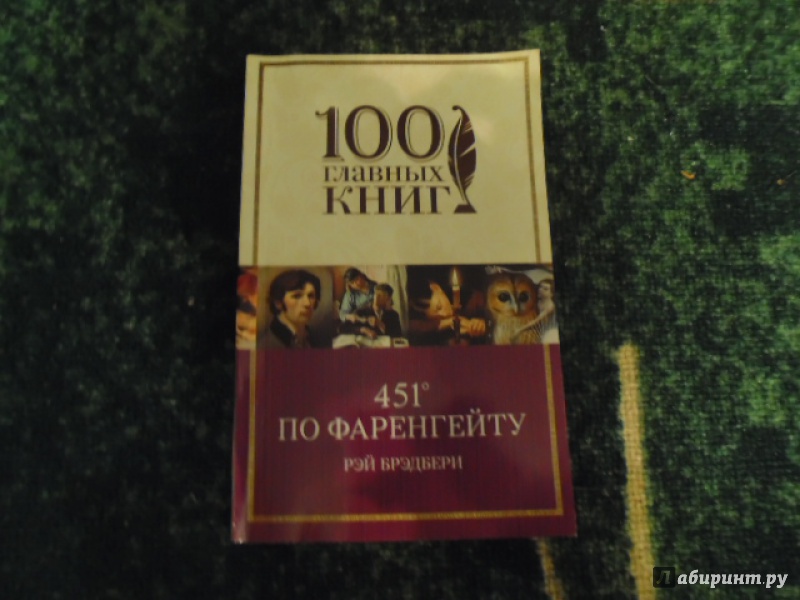 100
главных
КНИГ
451°
ПО ФАРЕНГЕЙТУ
РЭЙ БРЭДБЕРИ
Лабиринт.ру